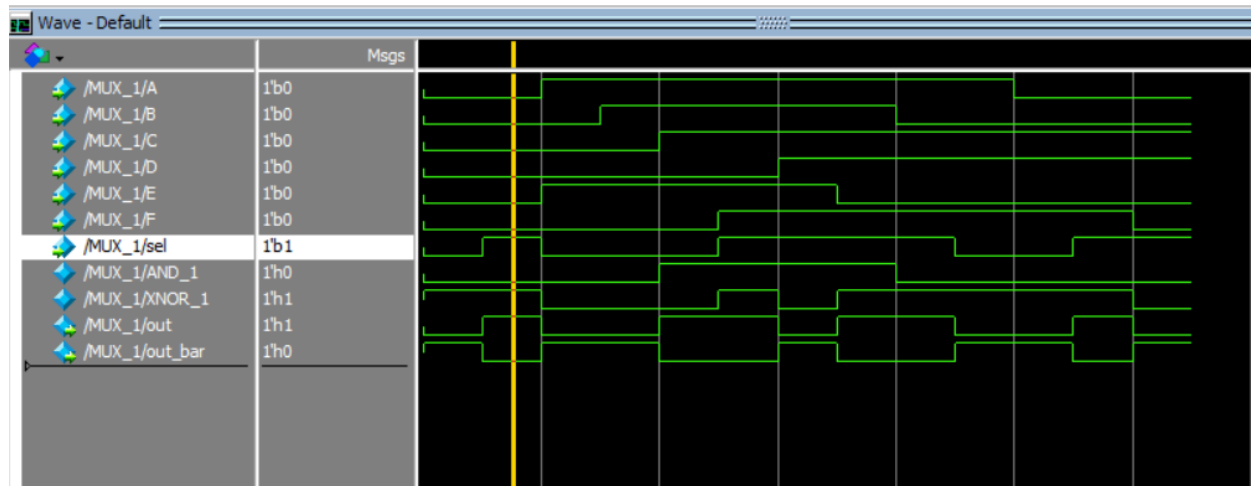 Wave - Default
Msgs
/MUX_1/A 1'b0
/MUX_1/B 1'b0
/MUX_1/C 1'b0
/MUX_1/D 1'b0
/MUX_1/E 1'b0
/MUX_1/F 1'b0
/MUX_1/sel 1'b1
/MUX_1/AND_1 1'h0
/MUX_1/XNOR_1 1'h1
/MUX_1/out 1'h1
/MUX_1/out_bar 1'h0